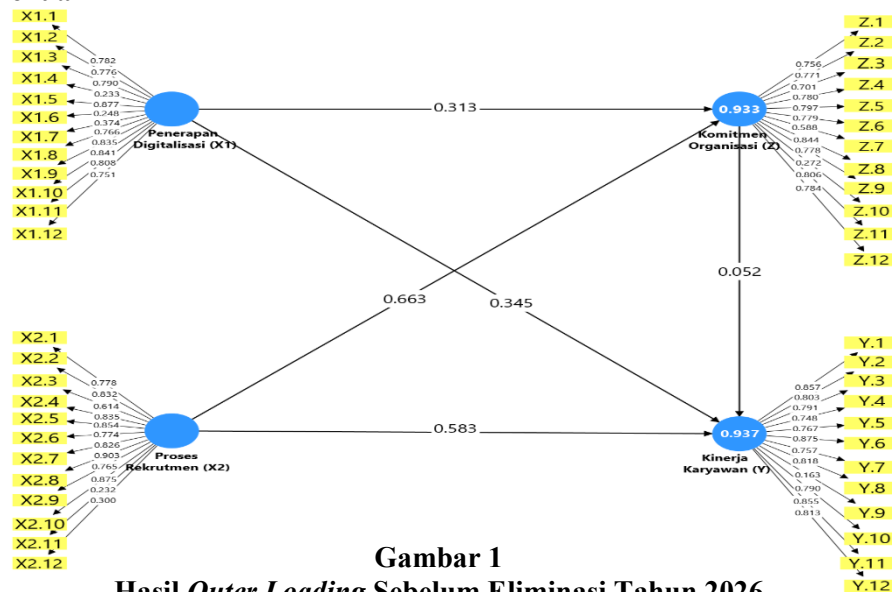 X1.1
X1.2
X1.3
X1.4
X1.5
X1.6
X1.7
X1.8
X1.9
X1.10
X1.11
X1.12
0.782
0.776
0.790
0.233
0.877
0.248
0.374
0.766
0.835
0.841
0.808
0.751
Penerapan
Digitalisasi (X1)
0.313
0.933
Komitmen
Organisasi (Z)
0.756
0.771
0.701
0.780
0.797
0.779
0.588
0.844
0.778
0.272
0.806
0.784
Z.1
Z.2
Z.3
Z.4
Z.5
Z.6
Z.7
Z.8
Z.9
Z.10
Z.11
Z.12
0.663
0.345
0.052
X2.1
X2.2
X2.3
X2.4
X2.5
X2.6
X2.7
X2.8
X2.9
X2.10
X2.11
X2.12
0.778
0.832
0.614
0.835
0.854
0.774
0.826
0.903
0.765
0.875
0.232
0.300
Proses
Rekrutmen (X2)
0.583
0.937
Kinerja
Karyawan (Y)
0.857
0.803
0.791
0.748
0.767
0.875
0.757
0.818
0.163
0.790
0.855
0.813
Y.1
Y.2
Y.3
Y.4
Y.5
Y.6
Y.7
Y.8
Y.9
Y.10
Y.11
Y.12
Gambar 1
Hasil Outer Loading Sebelum Eliminasi Tahun 2026